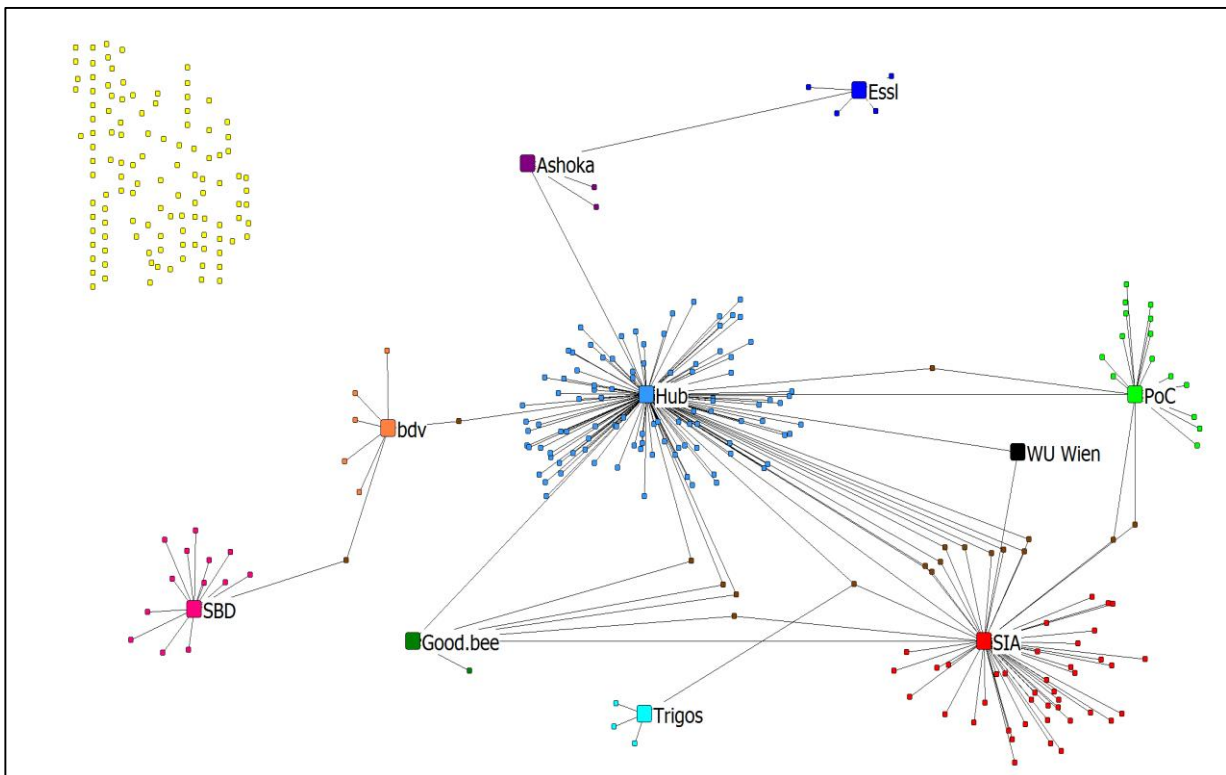 Essl
Ashoka
Hub
PoC
bdv
WU Wien
SBD
Good.bee
SIA
Trigos